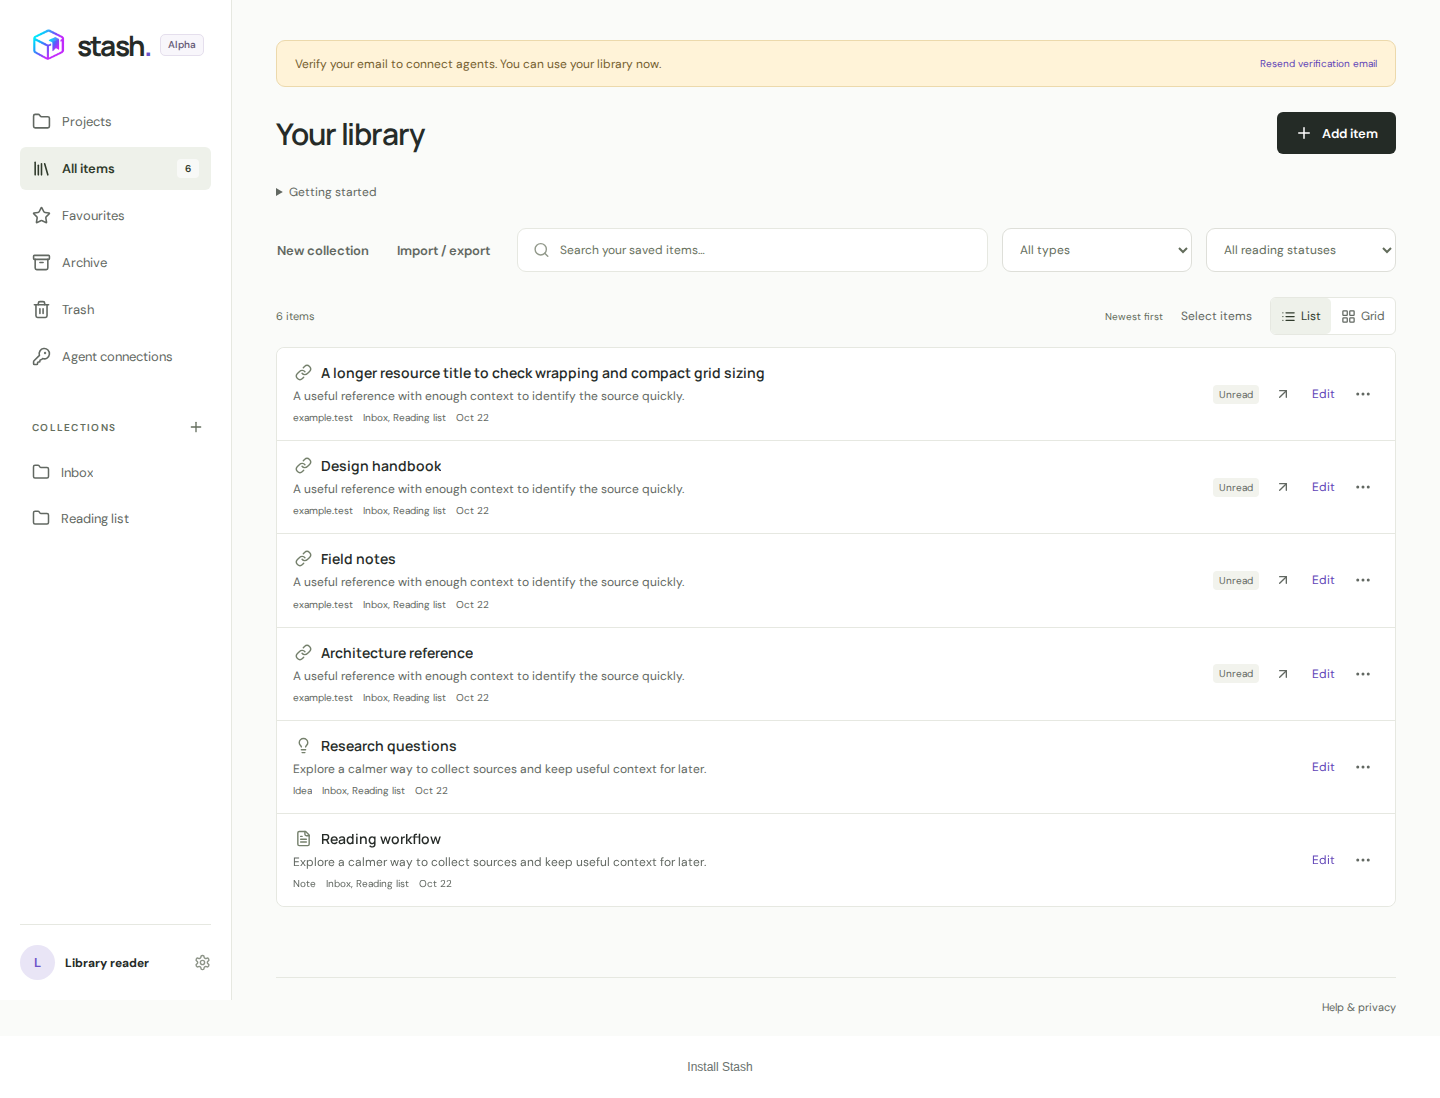 stash. Alpha
Projects
All items 6
Favourites
Archive
Trash
Agent connections
COLLECTIONS
Inbox
Reading list
L Library reader
Verify your email to connect agents. You can use your library now. Resend verification email
Your library
Add item
Getting started
New collection Import / export Search your saved items... All types All reading statuses
6 items Newest first Select items List Grid
A longer resource title to check wrapping and compact grid sizing
A useful reference with enough context to identify the source quickly.
example.test Inbox, Reading list Oct 22
Unread Edit
Design handbook
A useful reference with enough context to identify the source quickly.
example.test Inbox, Reading list Oct 22
Unread Edit
Field notes
A useful reference with enough context to identify the source quickly.
example.test Inbox, Reading list Oct 22
Unread Edit
Architecture reference
A useful reference with enough context to identify the source quickly.
example.test Inbox, Reading list Oct 22
Unread Edit
Research questions
Explore a calmer way to collect sources and keep useful context for later.
Idea Inbox, Reading list Oct 22
Edit
Reading workflow
Explore a calmer way to collect sources and keep useful context for later.
Note Inbox, Reading list Oct 22
Edit
Help & privacy
Install Stash